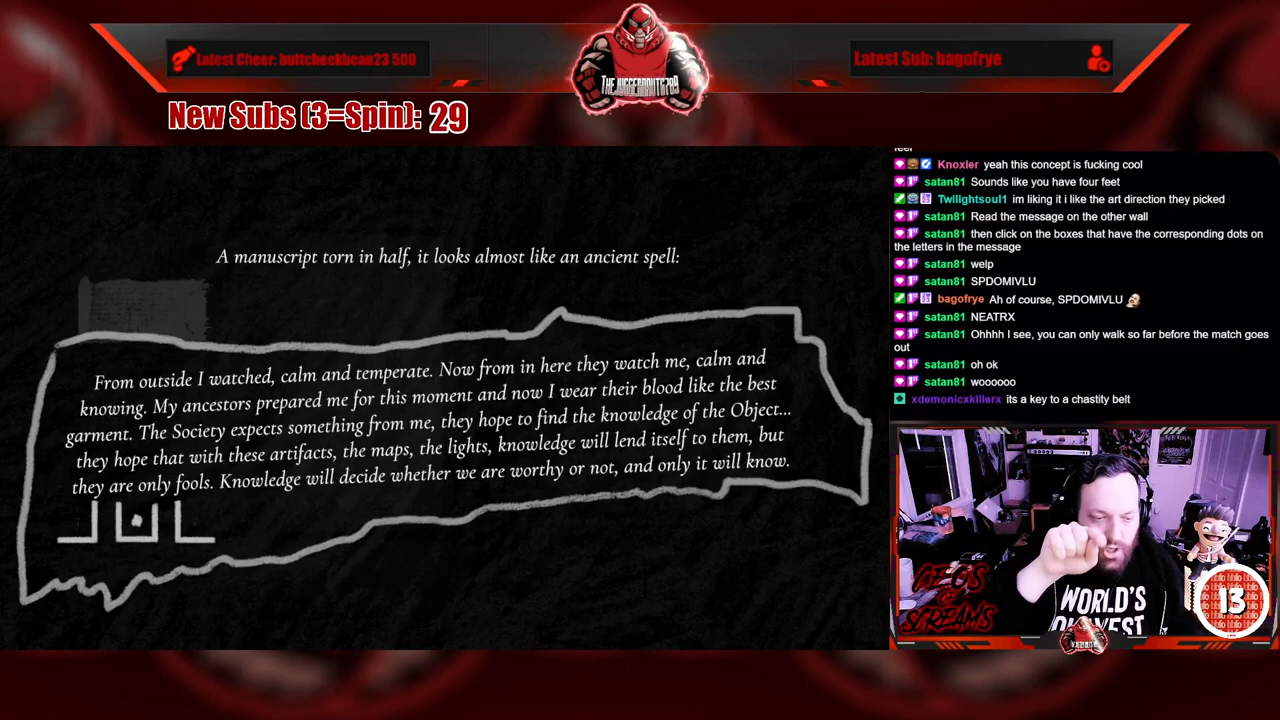 Latest Cheer: buttcheekbean23 500
THEJUGGERNAUT6789
Latest Sub: bagofrye
New Subs (3=Spin): 29
Knoxler yeah this concept is fucking cool
satan81 Sounds like you have four feet
Twilightsoul1 im liking it i like the art direction they picked
satan81 Read the message on the other wall
satan81 then click on the boxes that have the corresponding dots on
the letters in the message
satan81 welp
satan81 SPDOMIVLU
bagofrye Ah of course, SPDOMIVLU
satan81 NEATRX
satan81 Ohhhh I see, you can only walk so far before the match goes
out
satan81 oh ok
satan81 woooooo
xdemonicxkillerx its a key to a chastity belt
A manuscript torn in half, it looks almost like an ancient spell:
From outside I watched, calm and temperate. Now from in here they watch me, calm and
knowing. My ancestors prepared me for this moment and now I wear their blood like the best
garment. The Society expects something from me, they hope to find the knowledge of the Object...
they hope that with these artifacts, the maps, the lights, knowledge will lend itself to them, but
they are only fools. Knowledge will decide whether we are worthy or not, and only it will know.
SCREAMS
WORLD'S
OKAYEST
13